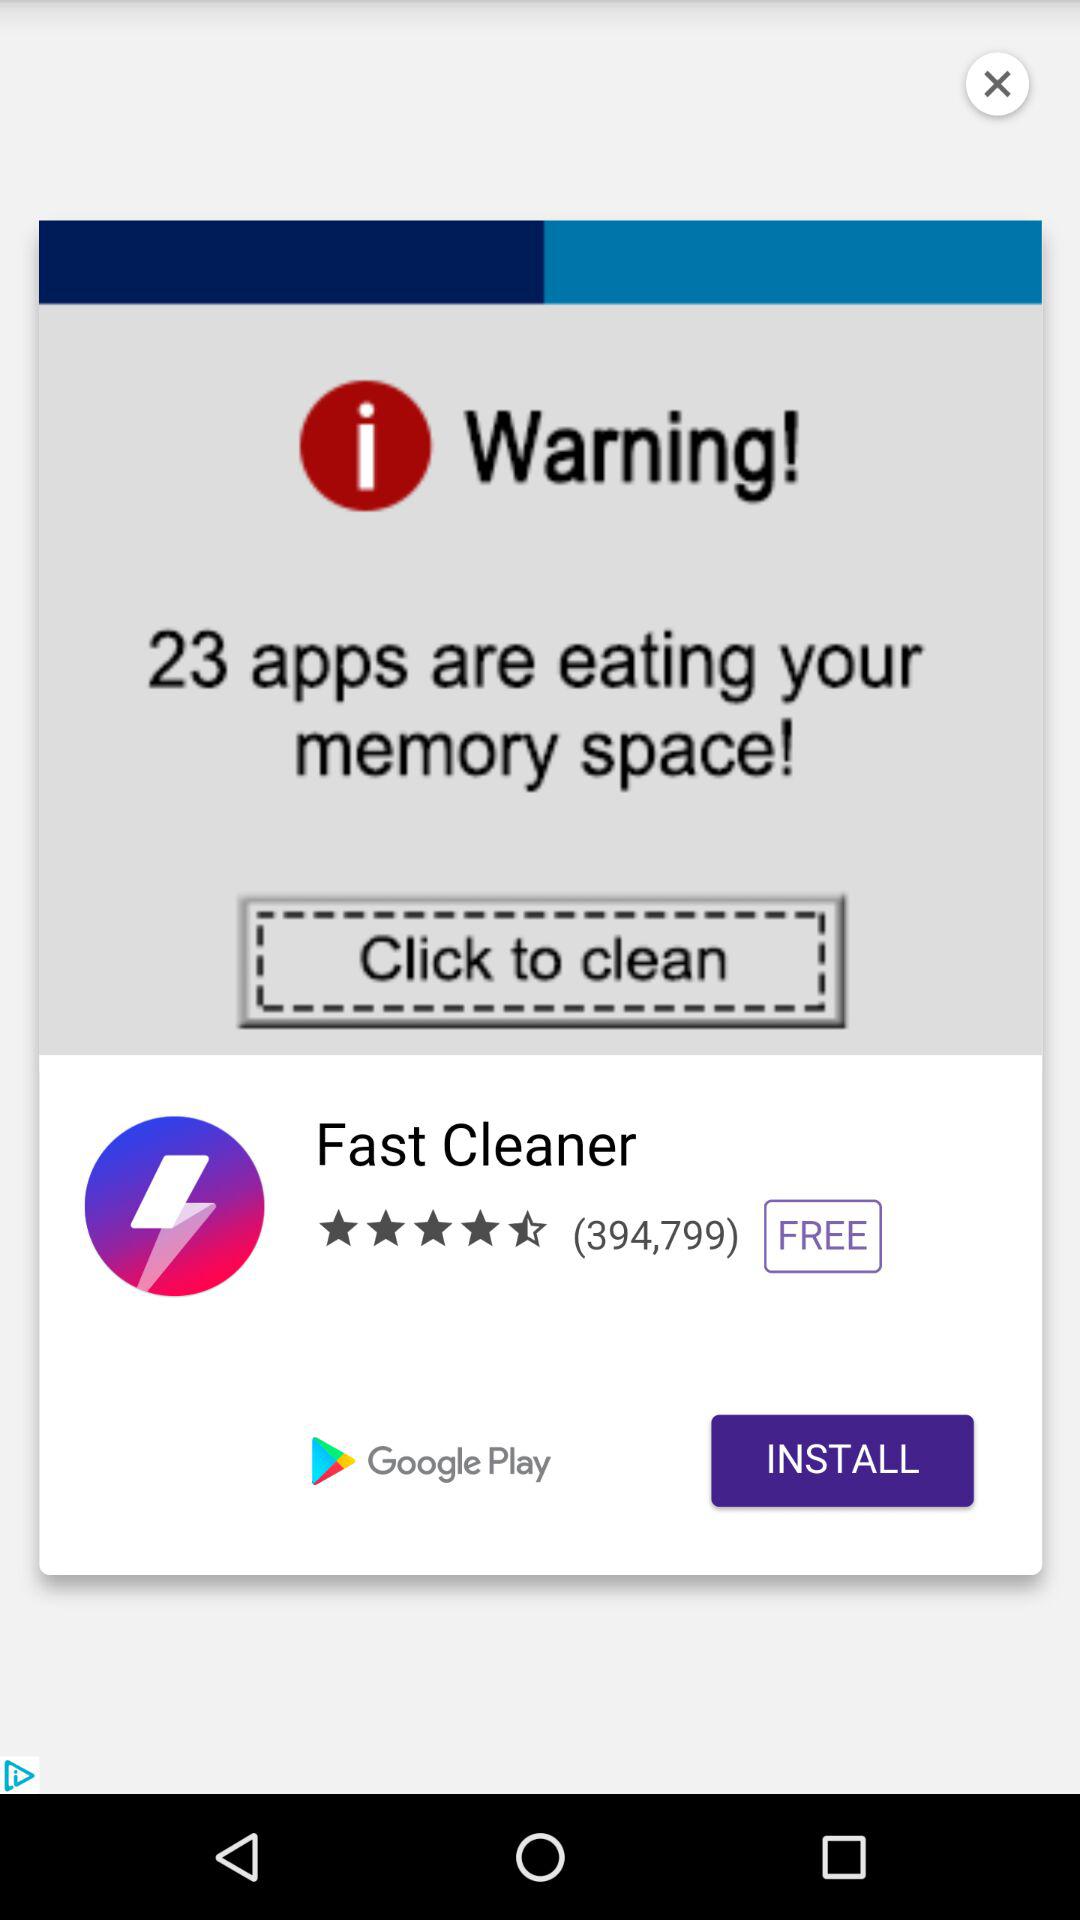 Warning!
23 apps are eating your
memory space!
Click to clean
Fast Cleaner
(394,799) FREE
Google Play
INSTALL